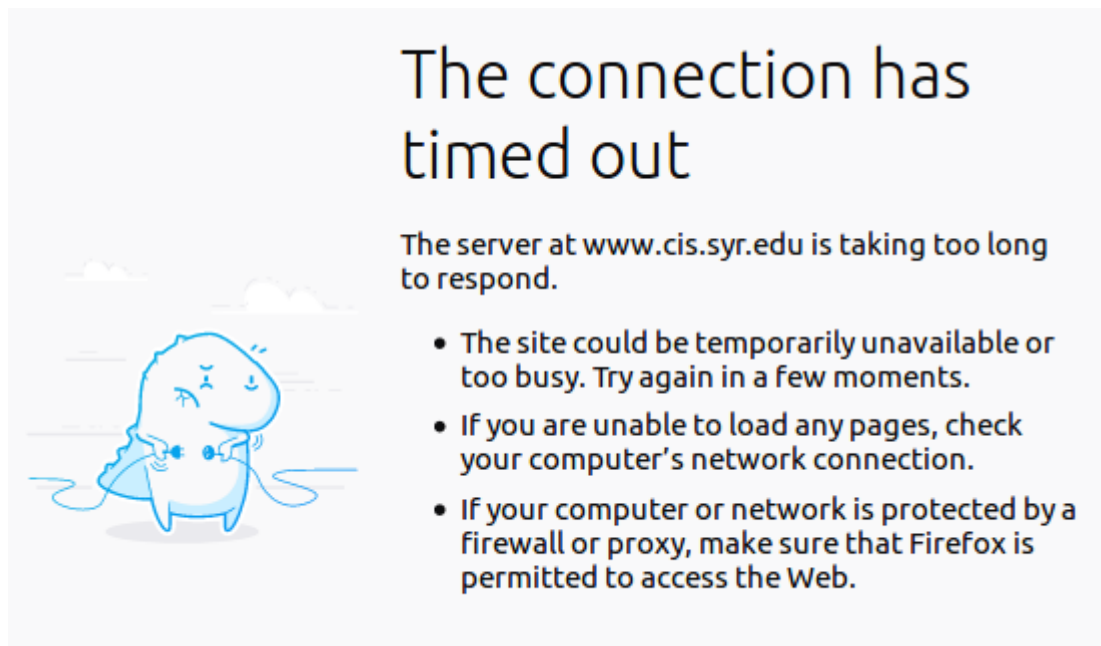 The connection has
timed out
The server at www.cis.syr.edu is taking too long
to respond.
• The site could be temporarily unavailable or
too busy. Try again in a few moments.
• If you are unable to load any pages, check
your computer’s network connection.
• If your computer or network is protected by a
firewall or proxy, make sure that Firefox is
permitted to access the Web.